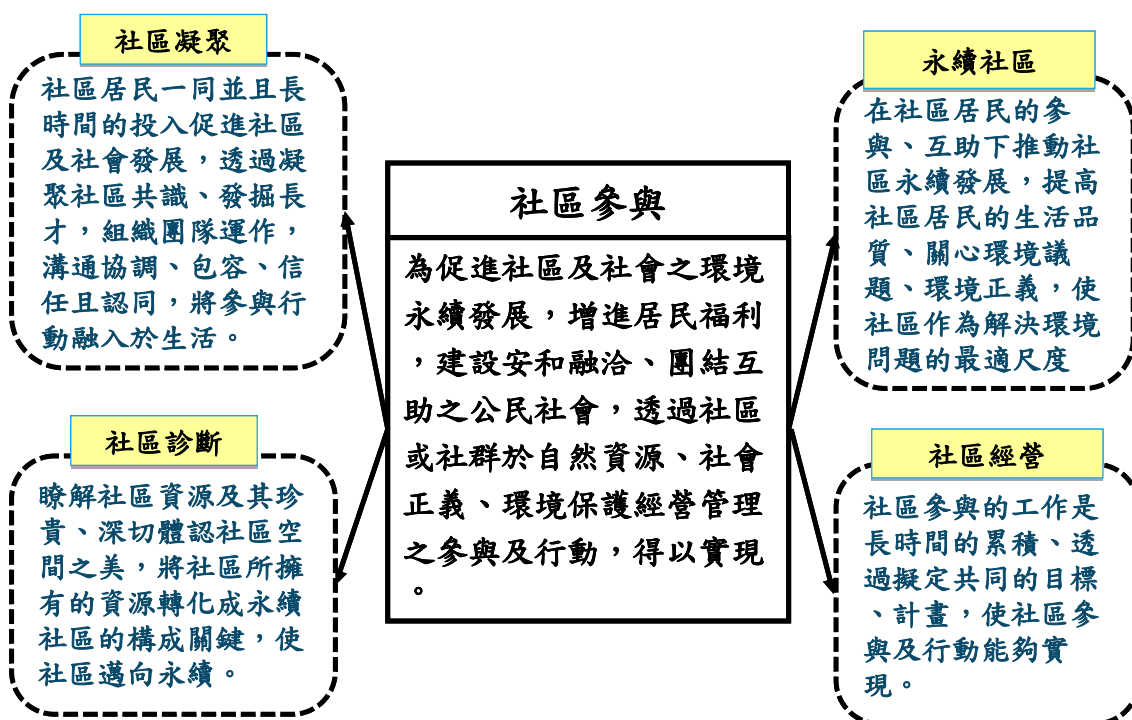 社區凝聚
社區居民一同並且長
時間的投入促進社區
及社會發展，透過凝
聚社區共識、發掘長
才，組織團隊運作，
溝通協調、包容、信
任且認同，將參與行
動融入於生活。
社區診斷
瞭解社區資源及其珍
貴、深切體認社區空
間之美，將社區所擁
有的資源轉化成永續
社區的構成關鍵，使
社區邁向永續。
社區參與
為促進社區及社會之環境
永續發展，增進居民福利
，建設安和融洽、團結互
助之公民社會，透過社區
或社群於自然資源、社會
正義、環境保護經營管理
之參與及行動，得以實現
。
永續社區
在社區居民的參
與、互助下推動社
區永續發展，提高
社區居民的生活品
質、關心環境議
題、環境正義，使
社區作為解決環境
問題的最適尺度
社區經營
社區參與的工作是
長時間的累積、透
過擬定共同的目標
、計畫，使社區參
與及行動能夠實
現。